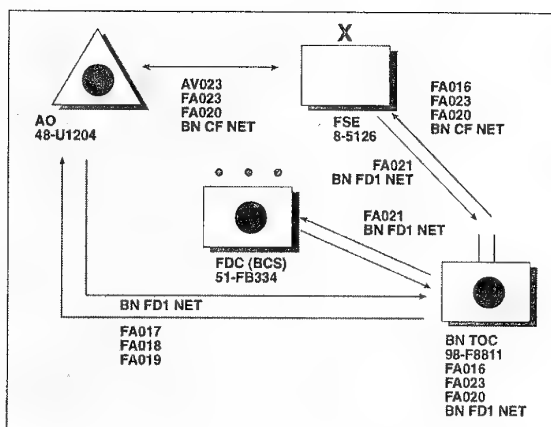 X
AO
48-U1204
AV023
FA023
FA020
BN CF NET
FSE
8-5126
FA016
FA023
FA020
BN CF NET
FA021
BN FD1 NET
FA021
BN FD1 NET
FDC (BCS)
51-FB334
BN FD1 NET
FA017
FA018
FA019
BN TOC
98-F8811
FA016
FA023
FA020
BN FD1 NET